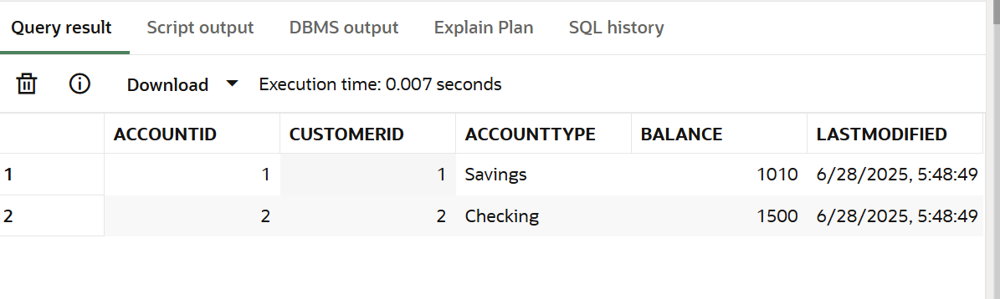 Query result Script output DBMS output Explain Plan SQL history
Download Execution time: 0.007 seconds
ACCOUNTID CUSTOMERID ACCOUNTTYPE BALANCE LASTMODIFIED
1 1 1 Savings 1010 6/28/2025, 5:48:49
2 2 2 Checking 1500 6/28/2025, 5:48:49